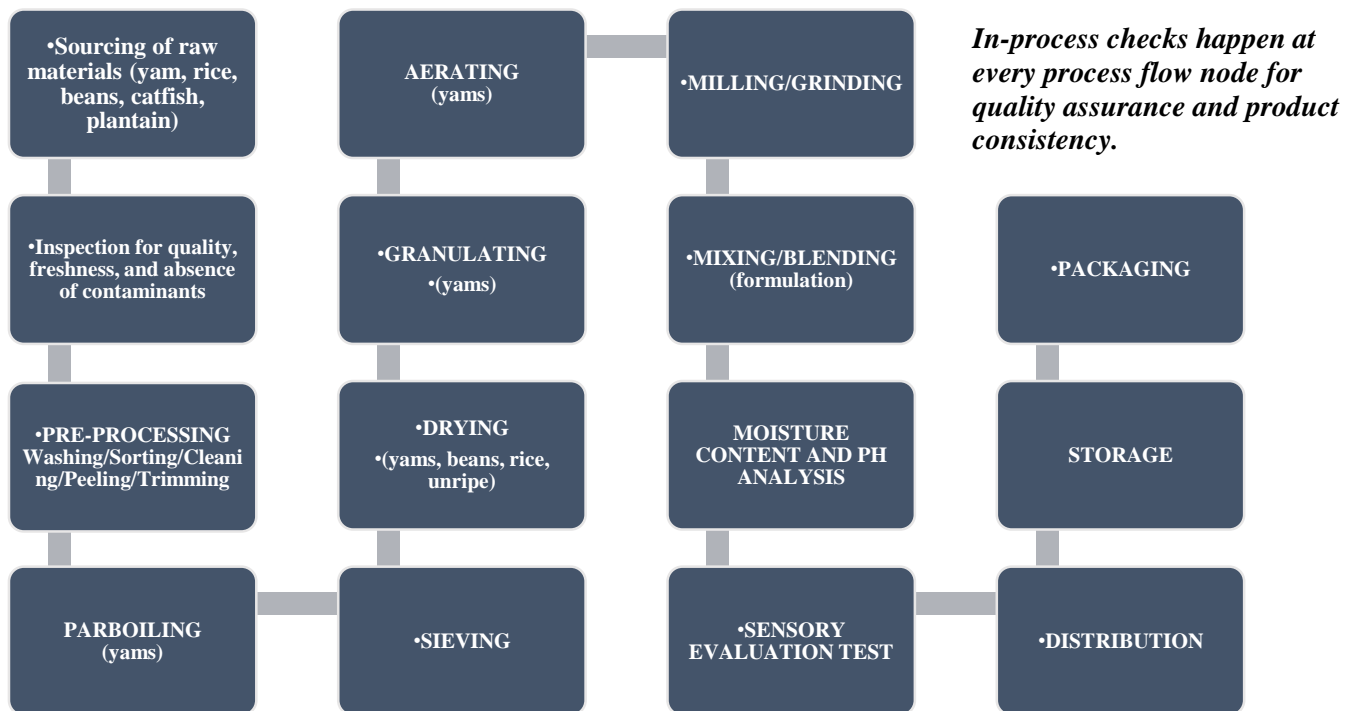 •Sourcing of raw
materials (yam, rice,
beans, catfish,
plantain)
•Inspection for quality,
freshness, and absence
of contaminants
•PRE-PROCESSING
Washing/Sorting/Cleani
ng/Peeling/Trimming
PARBOILING
(yams)
•SIEVING
•DRYING
•(yams, beans, rice,
unripe)
•GRANULATING
•(yams)
AERATING
(yams)
•MILLING/GRINDING
•MIXING/BLENDING
(formulation)
MOISTURE
CONTENT AND PH
ANALYSIS
•SENSORY
EVALUATION TEST
•DISTRIBUTION
STORAGE
•PACKAGING
In-process checks happen at
every process flow node for
quality assurance and product
consistency.